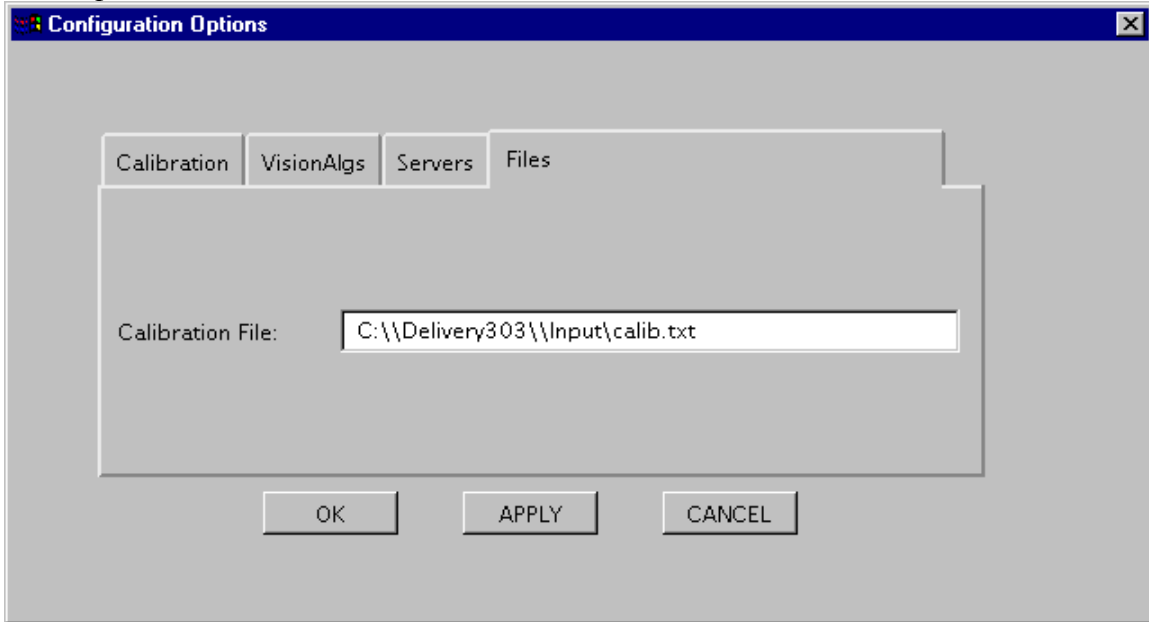 Configuration Options
Calibration VisionAlgs Servers Files
Calibration File: C:\\Delivery303\\Input\calib.txt
OK APPLY CANCEL